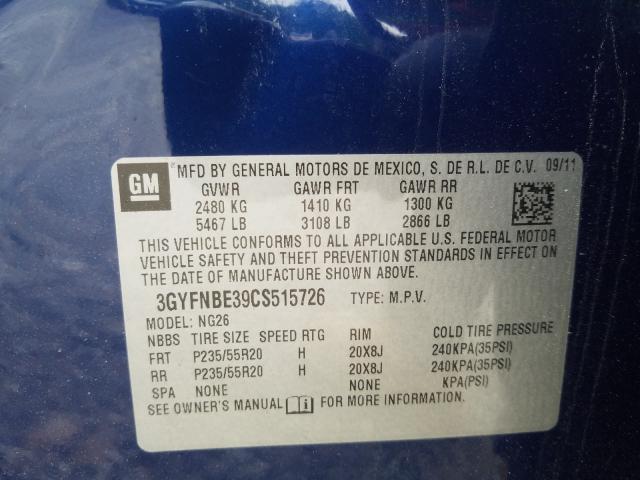 GM
MFD BY GENERAL MOTORS DE MEXICO, S. DE R.L. DE C.V. 09/11
GVWR GAWR FRT GAWR RR
2480 KG 1410 KG 1300 KG
5467 LB 3108 LB 2866 LB
THIS VEHICLE CONFORMS TO ALL APPLICABLE U.S. FEDERAL MOTOR
VEHICLE SAFETY AND THEFT PREVENTION STANDARDS IN EFFECT ON
THE DATE OF MANUFACTURE SHOWN ABOVE.
3GYFNBE39CS515726 TYPE: M.P.V.
MODEL: NG26
NBBS TIRE SIZE SPEED RTG RIM COLD TIRE PRESSURE
FRT P235/55R20 H 20X8J 240KPA(35PSI)
RR P235/55R20 H 20X8J 240KPA(35PSI)
SPA NONE NONE KPA(PSI)
SEE OWNER'S MANUAL FOR MORE INFORMATION.